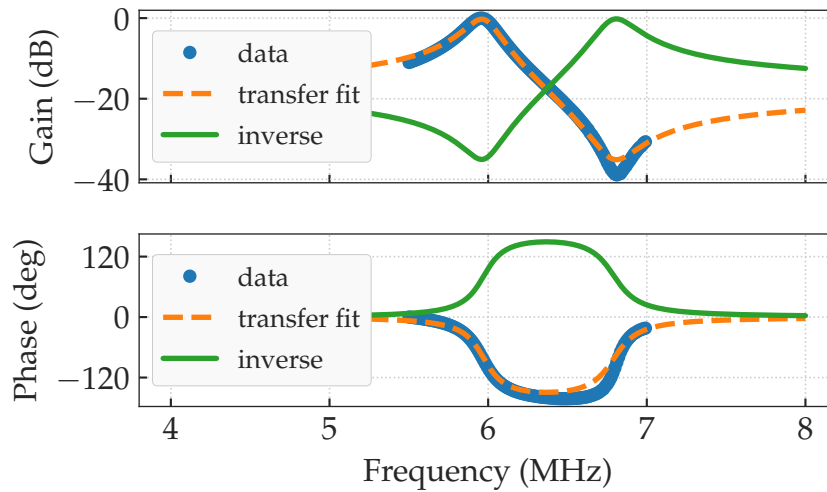 Gain (dB)
0
−20
−40
data
transfer fit
inverse
Phase (deg)
120
0
−120
data
transfer fit
inverse
4 5 6 7 8
Frequency (MHz)